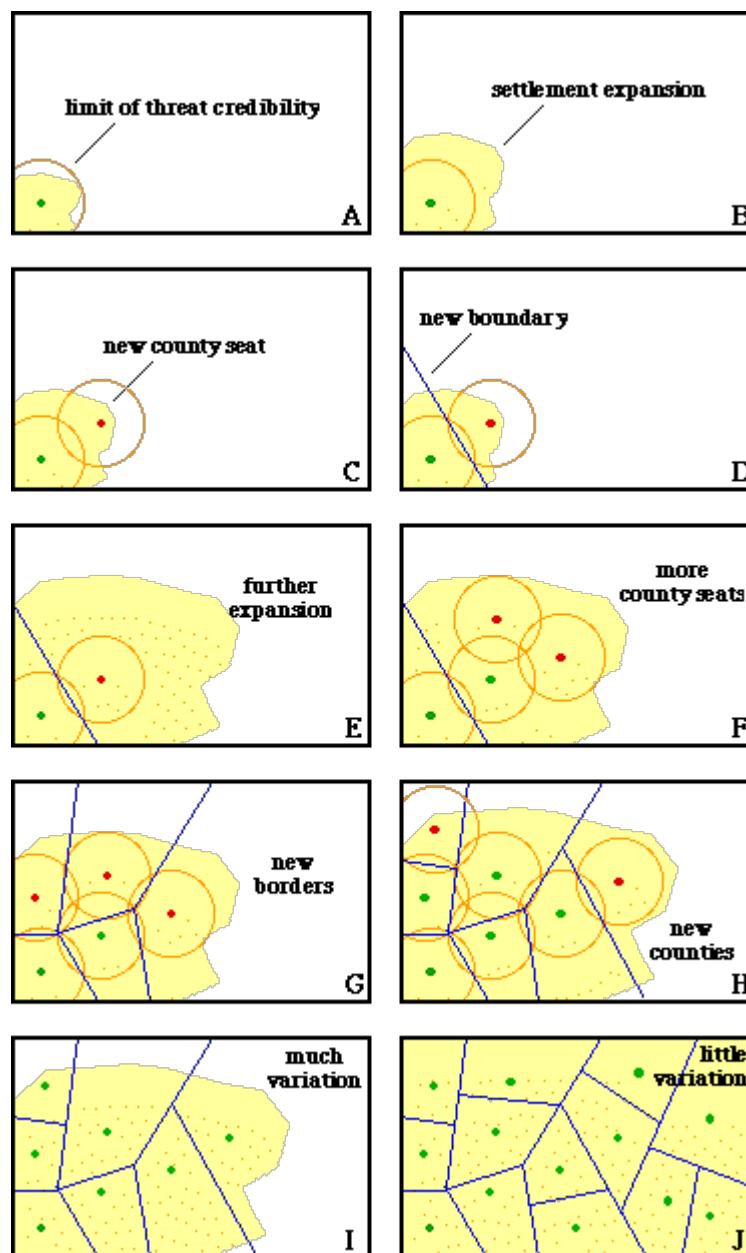 limit of threat credibility
A
settlement expansion
B
new county seat
C
new boundary
D
further
expansion
E
more
county seats
F
new
borders
G
new
counties
H
much
variation
I
little
variation
J